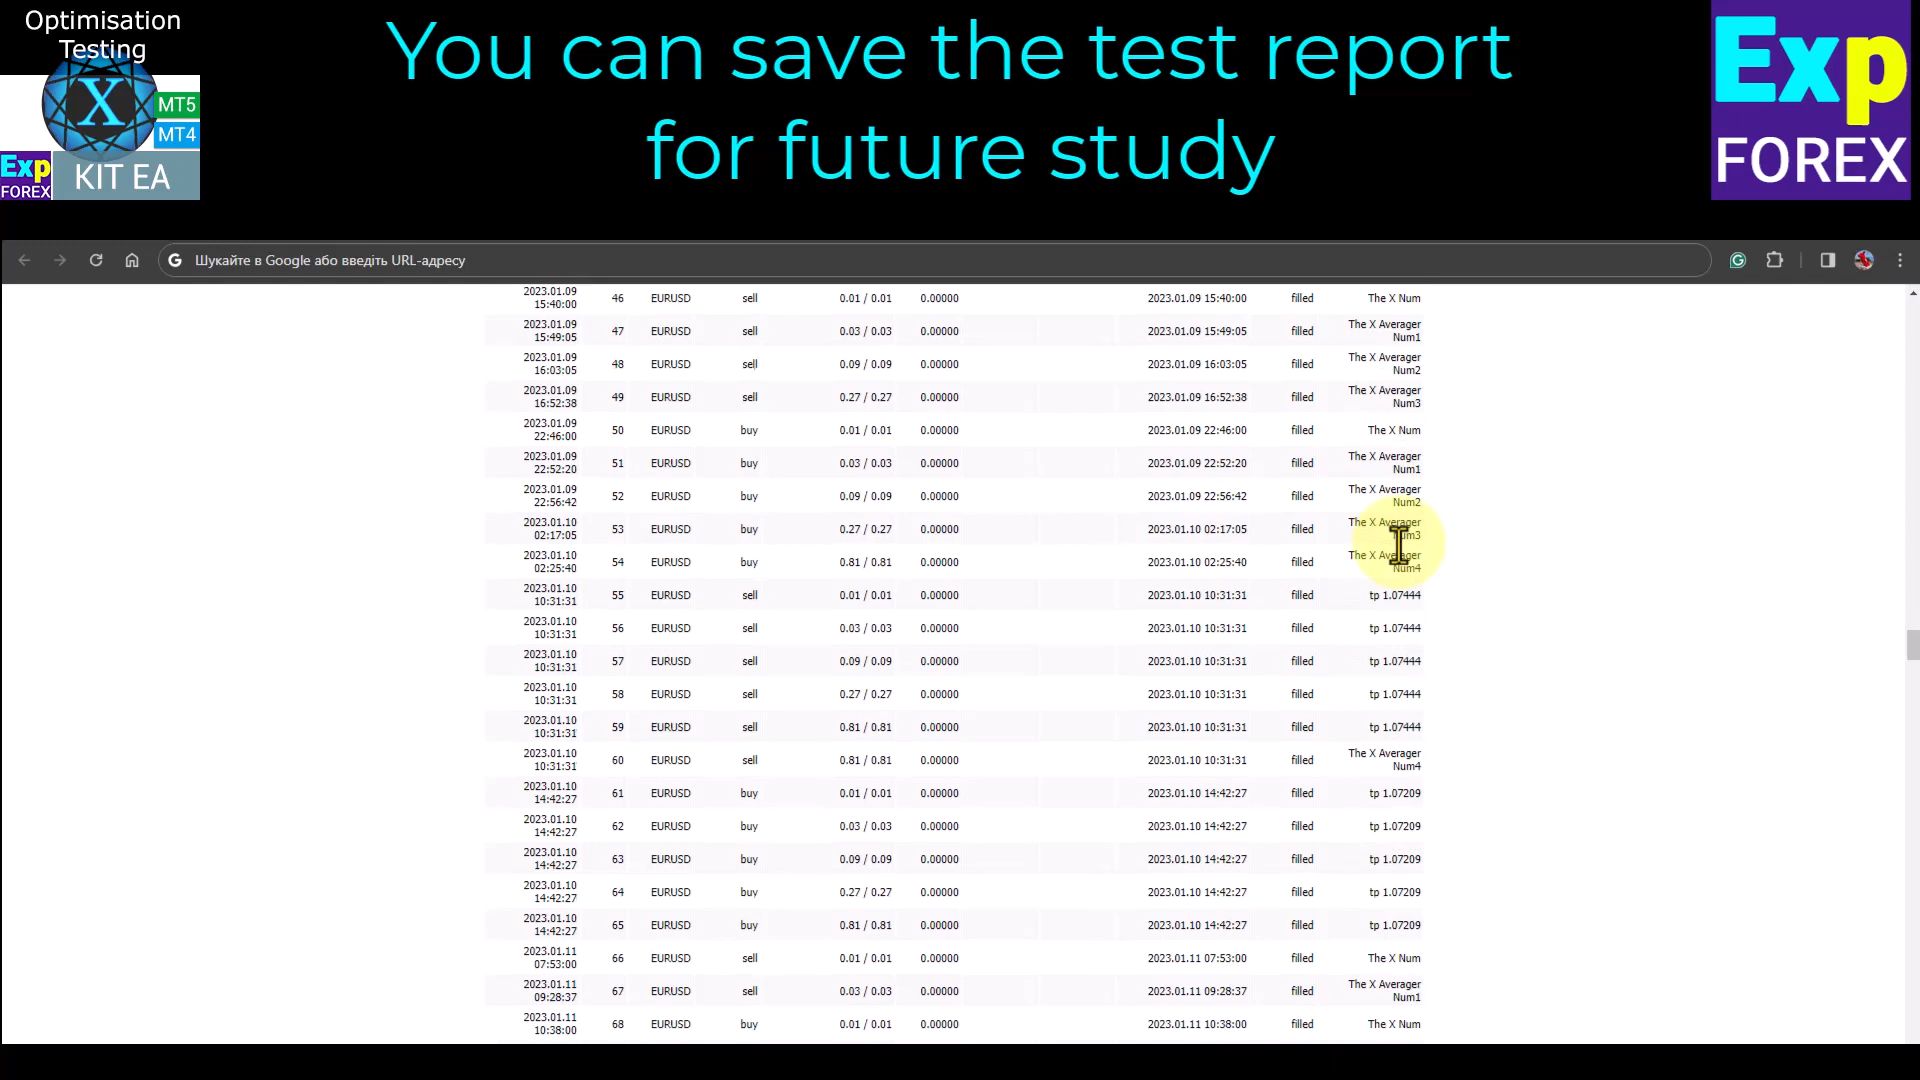 Optimisation
Testing
X
MT5
MT4
Exp
FOREX
KIT EA
You can save the test report
for future study
Exp
FOREX
Шукайте в Google або введіть URL-адресу
2023.01.09 15:40:00 46 EURUSD sell 0.01 / 0.01 0.00000 2023.01.09 15:40:00 filled The X Num
2023.01.09 15:49:05 47 EURUSD sell 0.03 / 0.03 0.00000 2023.01.09 15:49:05 filled The X Averager Num1
2023.01.09 16:03:05 48 EURUSD sell 0.09 / 0.09 0.00000 2023.01.09 16:03:05 filled The X Averager Num2
2023.01.09 16:52:38 49 EURUSD sell 0.27 / 0.27 0.00000 2023.01.09 16:52:38 filled The X Averager Num3
2023.01.09 22:46:00 50 EURUSD buy 0.01 / 0.01 0.00000 2023.01.09 22:46:00 filled The X Num
2023.01.09 22:52:20 51 EURUSD buy 0.03 / 0.03 0.00000 2023.01.09 22:52:20 filled The X Averager Num1
2023.01.09 22:56:42 52 EURUSD buy 0.09 / 0.09 0.00000 2023.01.09 22:56:42 filled The X Averager Num2
2023.01.10 02:17:05 53 EURUSD buy 0.27 / 0.27 0.00000 2023.01.10 02:17:05 filled The X Averager Num3
2023.01.10 02:25:40 54 EURUSD buy 0.81 / 0.81 0.00000 2023.01.10 02:25:40 filled The X Averager Num4
2023.01.10 10:31:31 55 EURUSD sell 0.01 / 0.01 0.00000 2023.01.10 10:31:31 filled tp 1.07444
2023.01.10 10:31:31 56 EURUSD sell 0.03 / 0.03 0.00000 2023.01.10 10:31:31 filled tp 1.07444
2023.01.10 10:31:31 57 EURUSD sell 0.09 / 0.09 0.00000 2023.01.10 10:31:31 filled tp 1.07444
2023.01.10 10:31:31 58 EURUSD sell 0.27 / 0.27 0.00000 2023.01.10 10:31:31 filled tp 1.07444
2023.01.10 10:31:31 59 EURUSD sell 0.81 / 0.81 0.00000 2023.01.10 10:31:31 filled tp 1.07444
2023.01.10 10:31:31 60 EURUSD sell 0.81 / 0.81 0.00000 2023.01.10 10:31:31 filled The X Averager Num4
2023.01.10 14:42:27 61 EURUSD buy 0.01 / 0.01 0.00000 2023.01.10 14:42:27 filled tp 1.07209
2023.01.10 14:42:27 62 EURUSD buy 0.03 / 0.03 0.00000 2023.01.10 14:42:27 filled tp 1.07209
2023.01.10 14:42:27 63 EURUSD buy 0.09 / 0.09 0.00000 2023.01.10 14:42:27 filled tp 1.07209
2023.01.10 14:42:27 64 EURUSD buy 0.27 / 0.27 0.00000 2023.01.10 14:42:27 filled tp 1.07209
2023.01.10 14:42:27 65 EURUSD buy 0.81 / 0.81 0.00000 2023.01.10 14:42:27 filled tp 1.07209
2023.01.11 07:53:00 66 EURUSD sell 0.01 / 0.01 0.00000 2023.01.11 07:53:00 filled The X Num
2023.01.11 09:28:37 67 EURUSD sell 0.03 / 0.03 0.00000 2023.01.11 09:28:37 filled The X Averager Num1
2023.01.11 10:38:00 68 EURUSD buy 0.01 / 0.01 0.00000 2023.01.11 10:38:00 filled The X Num